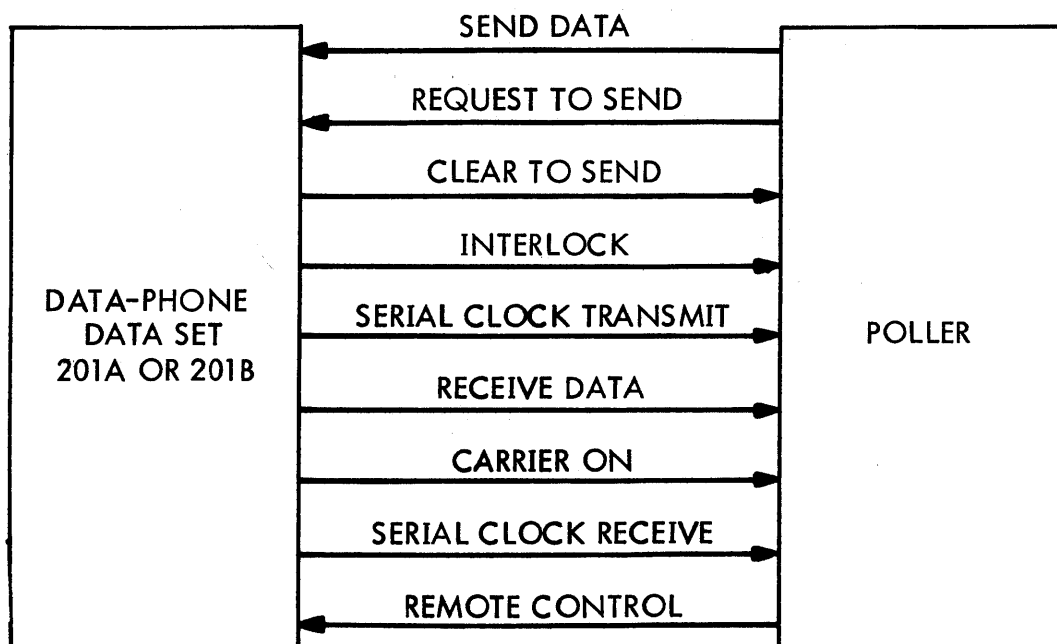 SEND DATA
REQUEST TO SEND
CLEAR TO SEND
INTERLOCK
DATA-PHONE
DATA SET
201A OR 201B
SERIAL CLOCK TRANSMIT
POLLER
RECEIVE DATA
CARRIER ON
SERIAL CLOCK RECEIVE
REMOTE CONTROL